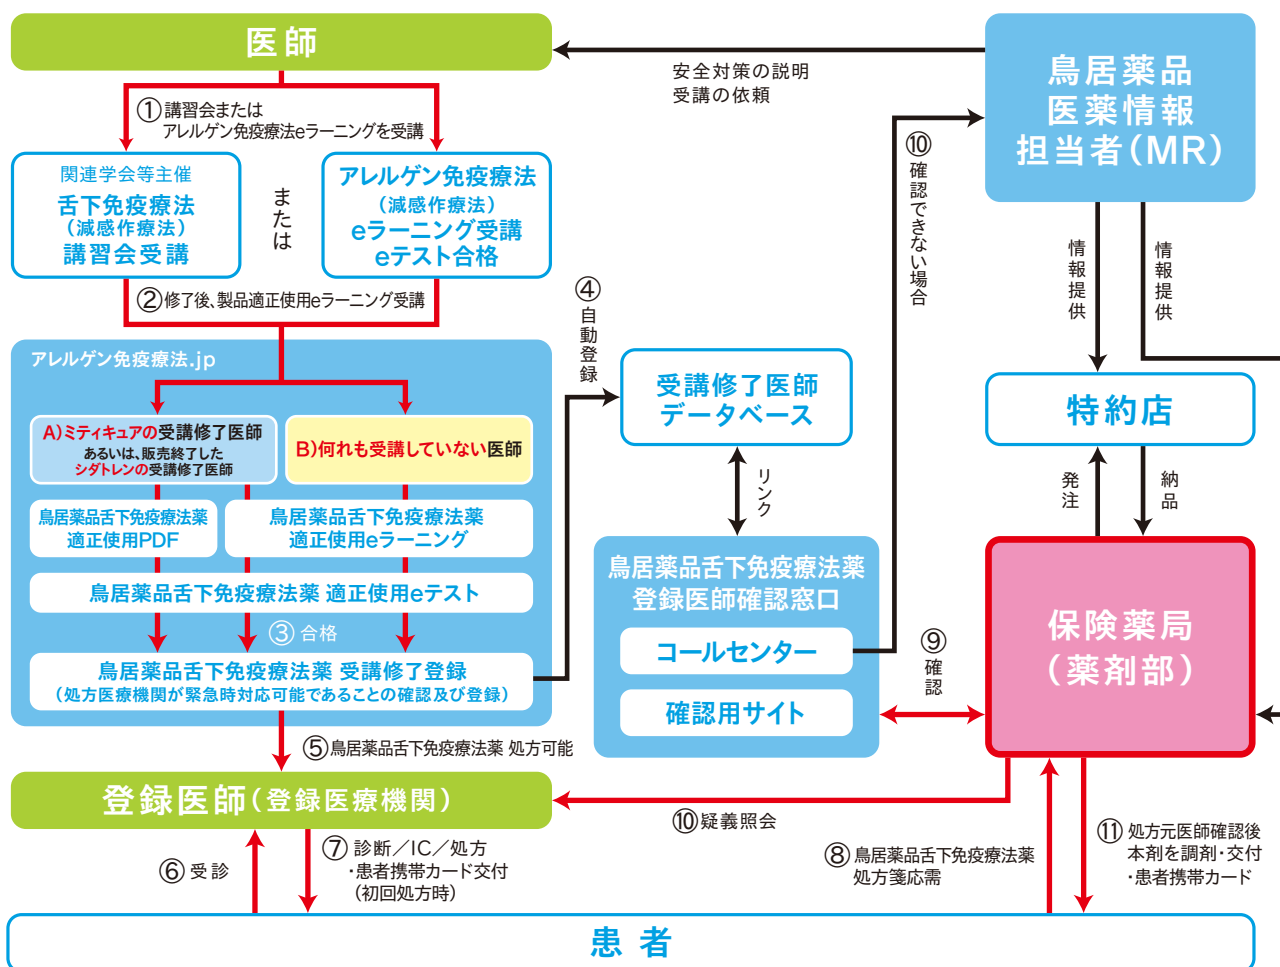 医師
安全対策の説明
受講の依頼
鳥居薬品
医薬情報
担当者(MR)
①講習会または
アレルゲン免疫療法eラーニングを受講
関連学会等主催
舌下免疫療法
(減感作療法)
講習会受講
または
アレルゲン免疫療法
(減感作療法)
eラーニング受講
eテスト合格
⑩確認できない場合
情報提供
情報提供
②修了後、製品適正使用eラーニング受講
④自動登録
アレルゲン免疫療法.jp
A)ミティキュアの受講修了医師
あるいは、販売終了した
シダトレンの受講修了医師
B)何れも受講していない医師
受講修了医師
データベース
特約店
リンク
発注
納品
鳥居薬品舌下免疫療法薬
適正使用PDF
鳥居薬品舌下免疫療法薬
適正使用eラーニング
鳥居薬品舌下免疫療法薬 適正使用eテスト
③合格
鳥居薬品舌下免疫療法薬 受講修了登録
(処方医療機関が緊急時対応可能であることの確認及び登録)
鳥居薬品舌下免疫療法薬
登録医師確認窓口
コールセンター
確認用サイト
⑨確認
保険薬局
(薬剤部)
⑤鳥居薬品舌下免疫療法薬 処方可能
登録医師(登録医療機関)
⑩疑義照会
⑥受診
⑦診断/IC/処方
・患者携帯カード交付
(初回処方時)
⑧鳥居薬品舌下免疫療法薬
処方箋応需
⑪処方元医師確認後
本剤を調剤・交付
・患者携帯カード
患者